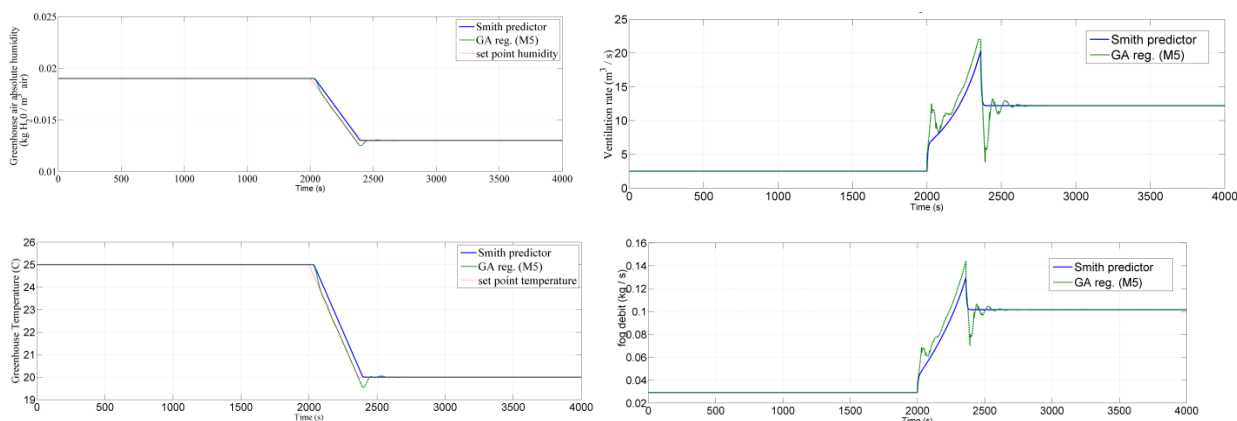 0.025
0.02
0.015
0.01
Greenhouse air absolute humidity
(kg H20 / m3 air)
Smith predictor
GA reg. (M5)
set point humidity
0 500 1000 1000 2000 2500 3000 3000 4000
Time (s)
25
20
15
10
5
0
Ventilation rate (m3 / s)
Smith predictor
GA reg. (M5)
0 500 1000 1500 2000 2500 3000 3500 4000
Time (s)
26
25
24
23
22
21
20
19
Greenhouse Temperature (C)
Smith predictor
GA reg. (M5)
set point temperature
0 500 1000 1500 2000 2500 3000 3500 4000
Time (s)
0.16
0.14
0.12
0.1
0.08
0.06
0.04
0.02
fog debit (kg / s)
Smith predictor
GA reg. (M5)
0 500 1000 1500 2000 2500 3000 3500 4000
Time (s)